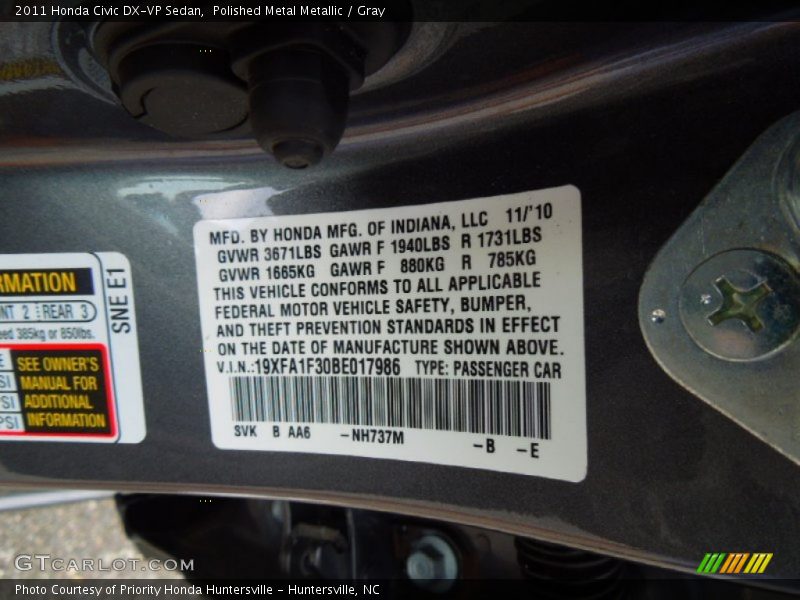 2011 Honda Civic DX-VP Sedan, Polished Metal Metallic / Gray
MFD. BY HONDA MFG. OF INDIANA, LLC 11/'10
GVWR 3671LBS GAWR F 1940LBS R 1731LBS
GVWR 1665KG GAWR F 880KG R 785KG
THIS VEHICLE CONFORMS TO ALL APPLICABLE
FEDERAL MOTOR VEHICLE SAFETY, BUMPER,
AND THEFT PREVENTION STANDARDS IN EFFECT
ON THE DATE OF MANUFACTURE SHOWN ABOVE.
V.I.N.:19XFA1F30BE017986 TYPE: PASSENGER CAR
SVK B AA6 -NH737M -B -E
RMATION
NT 2 REAR 3
eed 385kg or 850lbs.
SNE E1
SEE OWNER'S
MANUAL FOR
ADDITIONAL
INFORMATION
GTCARLOT.COM
Photo Courtesy of Priority Honda Huntersville - Huntersville, NC